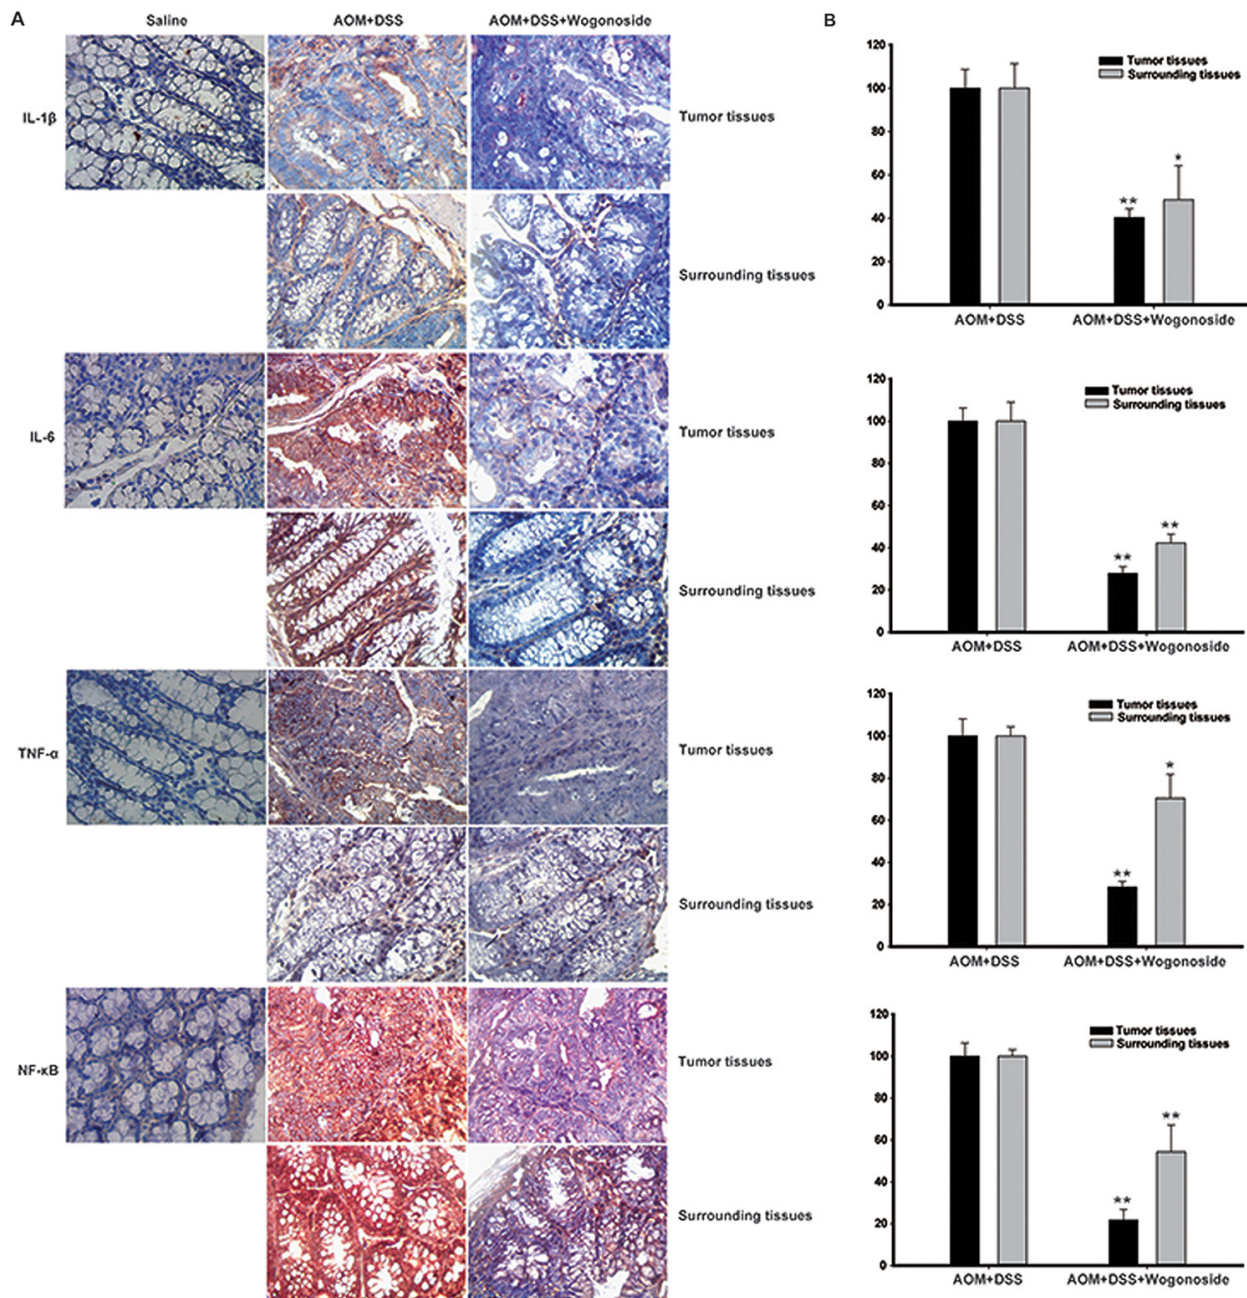 A
Saline
AOM+DSS
AOM+DSS+Wogonoside
IL-1β
Tumor tissues
Surrounding tissues
IL-6
Tumor tissues
Surrounding tissues
TNF-α
Tumor tissues
Surrounding tissues
NF-κB
Tumor tissues
Surrounding tissues
B
120
100
80
60
40
20
0
Tumor tissues
Surrounding tissues
**
*
AOM+DSS
AOM+DSS+Wogonoside
120
100
80
60
40
20
0
Tumor tissues
Surrounding tissues
**
**
AOM+DSS
AOM+DSS+Wogonoside
120
100
80
60
40
20
0
Tumor tissues
Surrounding tissues
**
*
AOM+DSS
AOM+DSS+Wogonoside
120
100
80
60
40
20
0
Tumor tissues
Surrounding tissues
**
**
AOM+DSS
AOM+DSS+Wogonoside